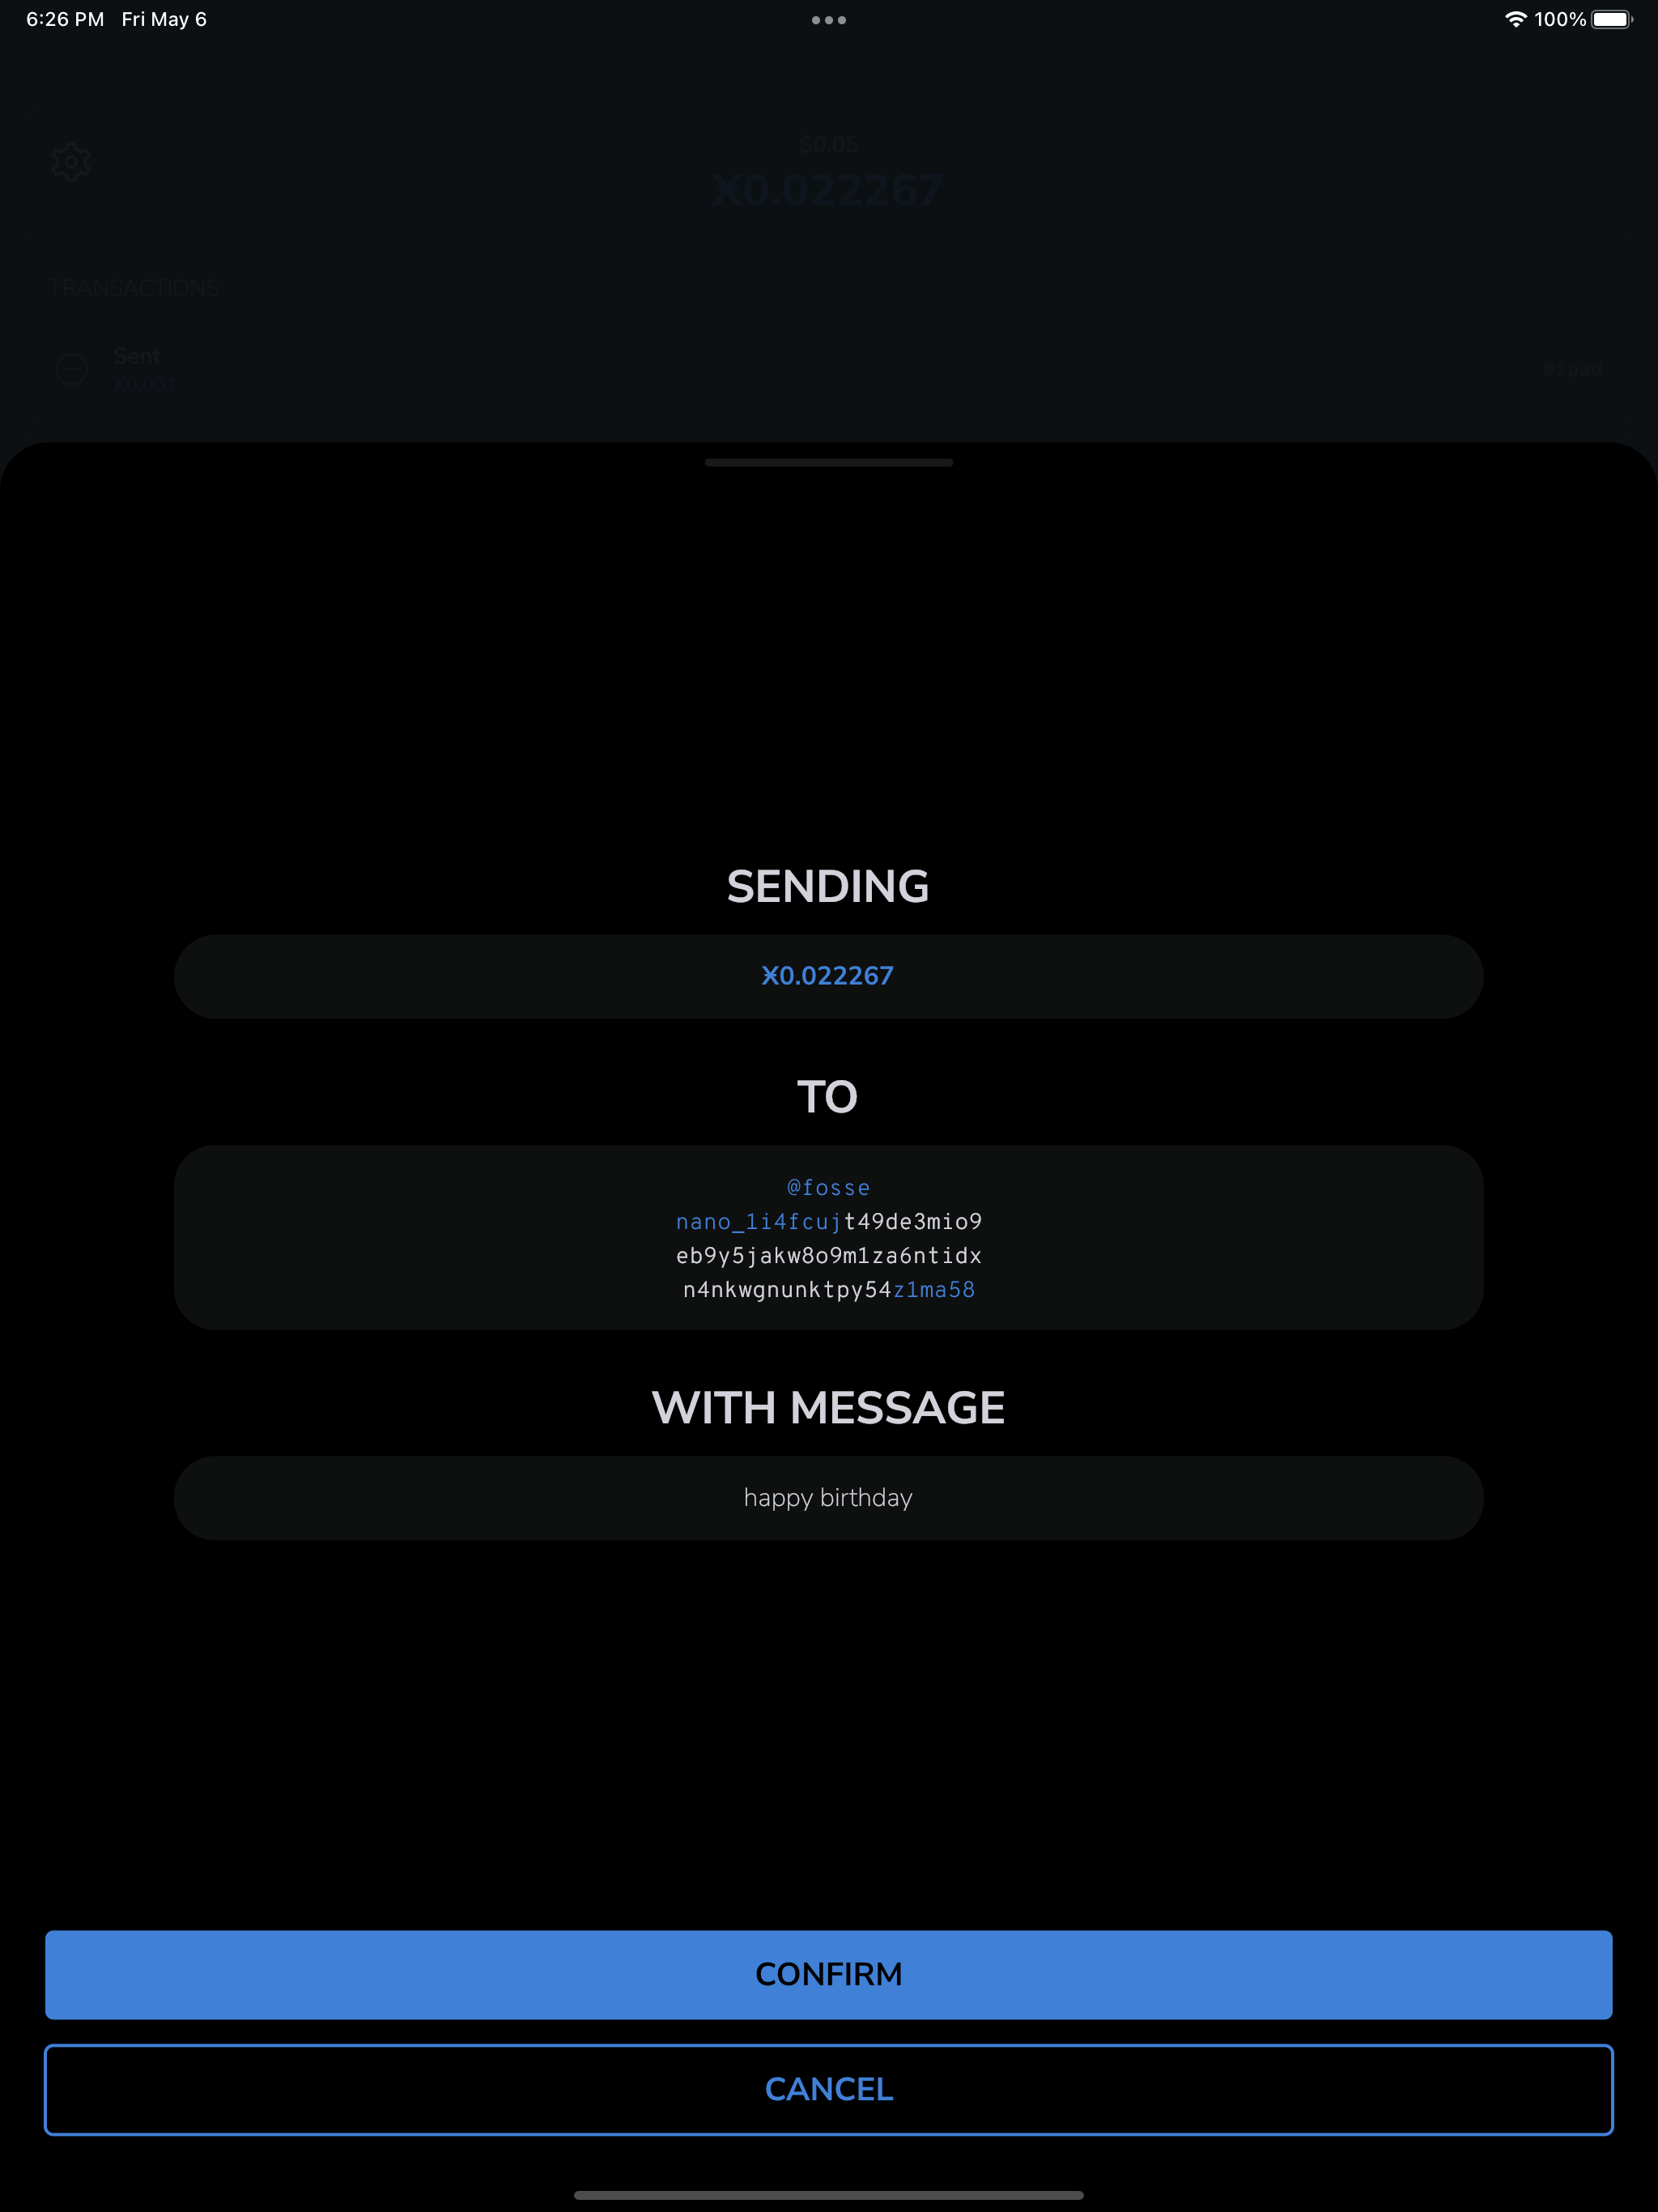 6:26 PM Fri May 6
100%
$0.05
Ӿ0.022267
TRANSACTIONS
Sent
Ӿ0.001
@ipad
SENDING
Ӿ0.022267
TO
@fosse
nano_1i4fcujt49de3mio9
eb9y5jakw8o9m1za6ntidx
n4nkwgnunktpy54z1ma58
WITH MESSAGE
happy birthday
CONFIRM
CANCEL